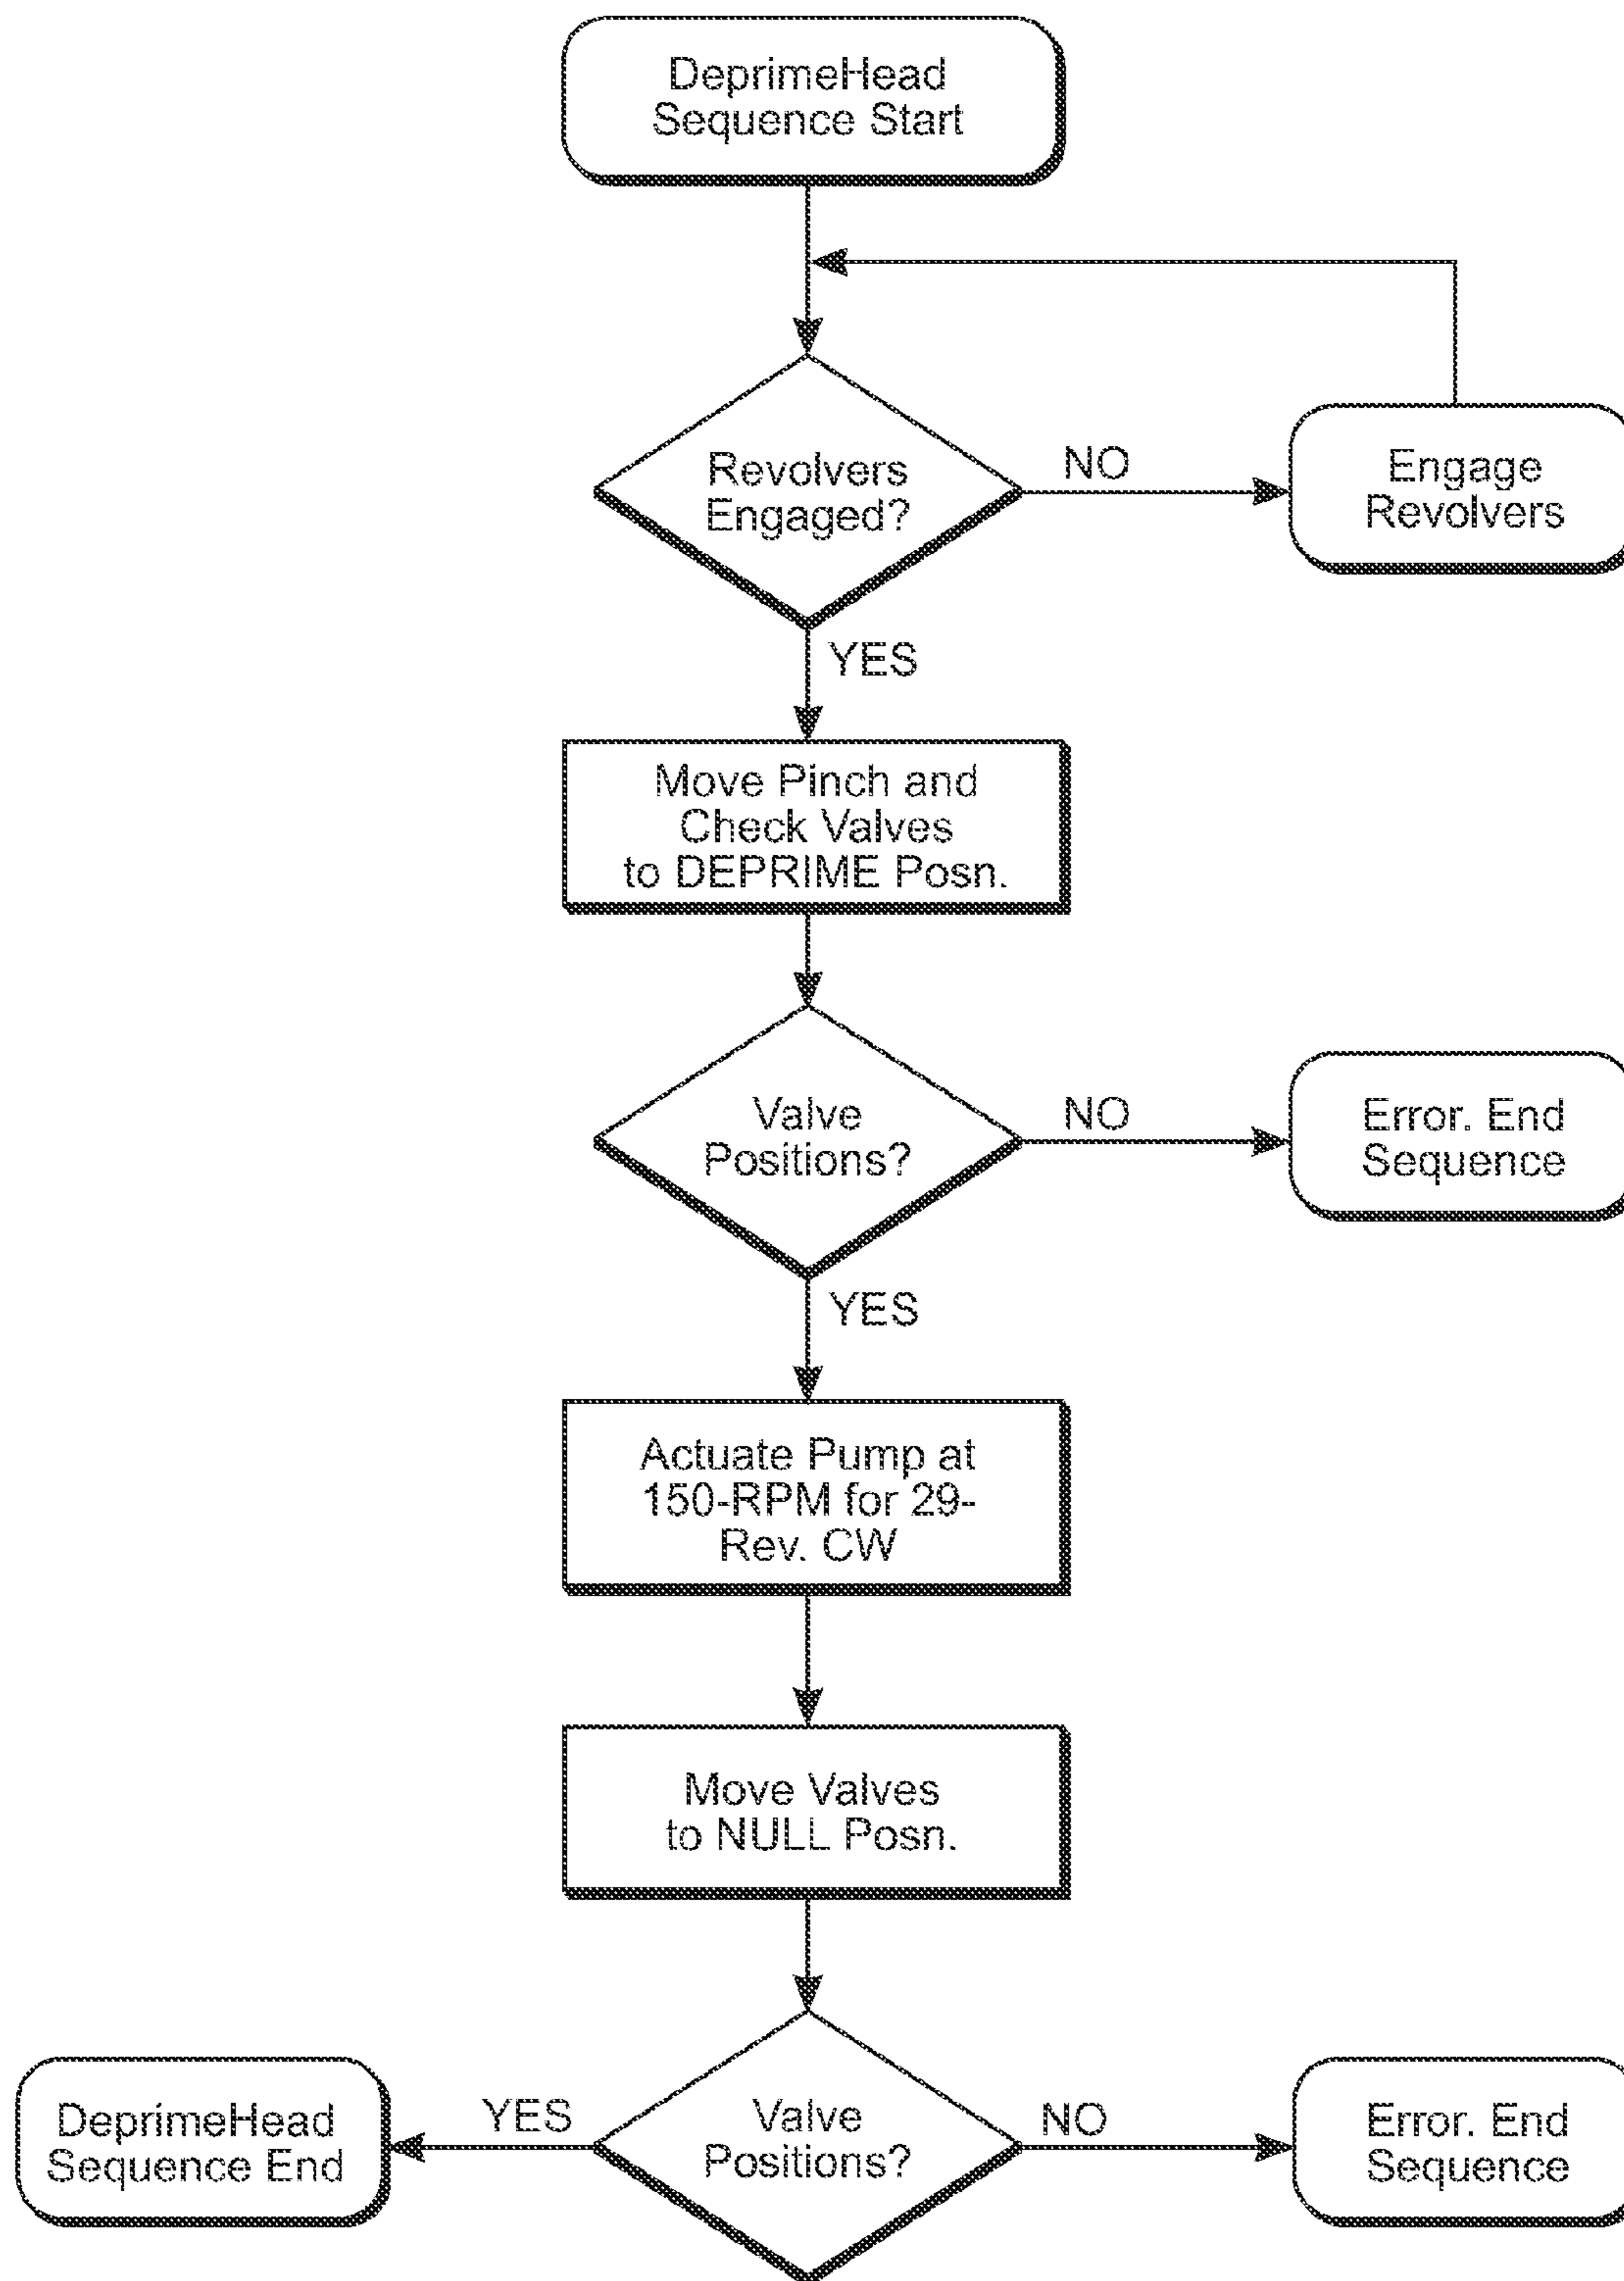 DeprimeHead
Sequence Start
Revolvers
Engaged?
NO
Engage
Revolvers
YES
Move Pinch and
Check Valves
to DEPRIME Posn.
Valve
Positions?
NO
Error. End
Sequence
YES
Actuate Pump at
150-RPM for 29-
Rev. CW
Move Valves
to NULL Posn.
DeprimeHead
Sequence End
YES
Valve
Positions?
NO
Error. End
Sequence